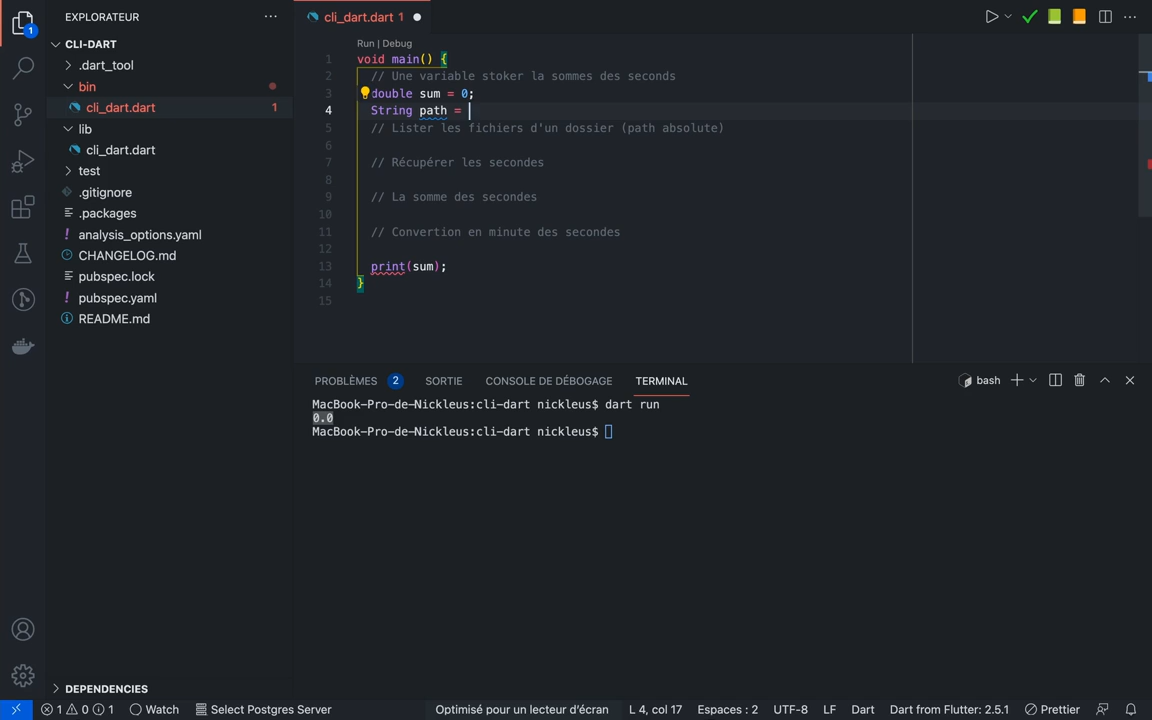 EXPLORATEUR
CLI-DART
.dart_tool
bin
cli_dart.dart 1
lib
cli_dart.dart
test
.gitignore
.packages
! analysis_options.yaml
CHANGELOG.md
pubspec.lock
! pubspec.yaml
README.md
DEPENDENCIES
1
cli_dart.dart 1
Run | Debug
1 void main() {
2 // Une variable stoker la sommes des seconds
3 double sum = 0;
4 String path =
5 // Lister les fichiers d'un dossier (path absolute)
6
7 // Récupérer les secondes
8
9 // La somme des secondes
10
11 // Convertion en minute des secondes
12
13 print(sum);
14 }
15
PROBLÈMES 2 SORTIE CONSOLE DE DÉBOGAGE TERMINAL bash
MacBook-Pro-de-Nickleus:cli-dart nickleus$ dart run
0.0
MacBook-Pro-de-Nickleus:cli-dart nickleus$
1 0 1 Watch Select Postgres Server Optimisé pour un lecteur d'écran L 4, col 17 Espaces : 2 UTF-8 LF Dart Dart from Flutter: 2.5.1 Prettier